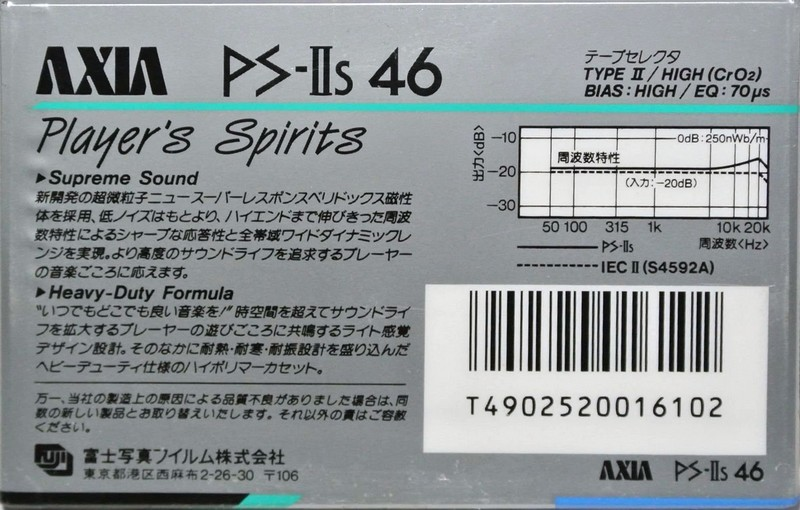 AXIA PS-IIs 46
テープセレクタ
TYPE II / HIGH (CrO2)
BIAS : HIGH / EQ : 70μs
Player's Spirits
▶Supreme Sound
新開発の超微粒子ニュースーパーレスポンスベリドックス磁性
体を採用、低ノイズはもとより、ハイエンドまで伸びきった周波
数特性によるシャープな応答性と全帯域ワイドダイナミックレ
ンジを実現。より高度のサウンドライフを追求するプレーヤー
の音楽ごころに応えます。
▶Heavy-Duty Formula
"いつでもどこでも良い音楽を!"時空間を超えてサウンドライ
フを拡大するプレーヤーの遊びごころに共鳴するライト感覚
デザイン設計。そのなかに耐熱・耐寒・耐振設計を盛り込んだ
ヘビーデューティ仕様のハイポリマーカセット。
万一、当社の製造上の原因による品質不良がありました場合は、同
数の新しい製品とお取り替えいたします。それ以外の責はご容赦
ください。
FUJI 富士写真フイルム株式会社
東京都港区西麻布2-26-30 〒106
出力<dB>
-10
-20
-30
0dB : 250nWb/m
周波数特性
(入力:-20dB)
50 100 315 1k 10k 20k
周波数<Hz>
PS-IIs
IEC II (S4592A)
T4902520016102
AXIA PS-IIs 46